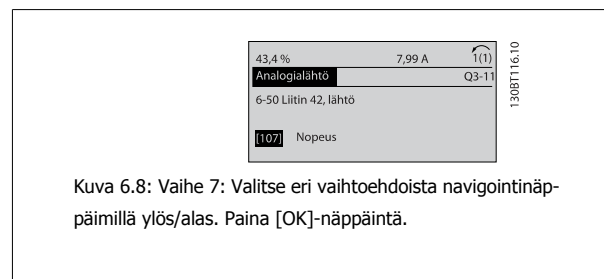 43,4 % 7,99 A 1(1)
Analogialähtö Q3-11
6-50 Liitin 42, lähtö
[107] Nopeus
130BT116.10
Kuva 6.8: Vaihe 7: Valitse eri vaihtoehdoista navigointinäp-
päimillä ylös/alas. Paina [OK]-näppäintä.